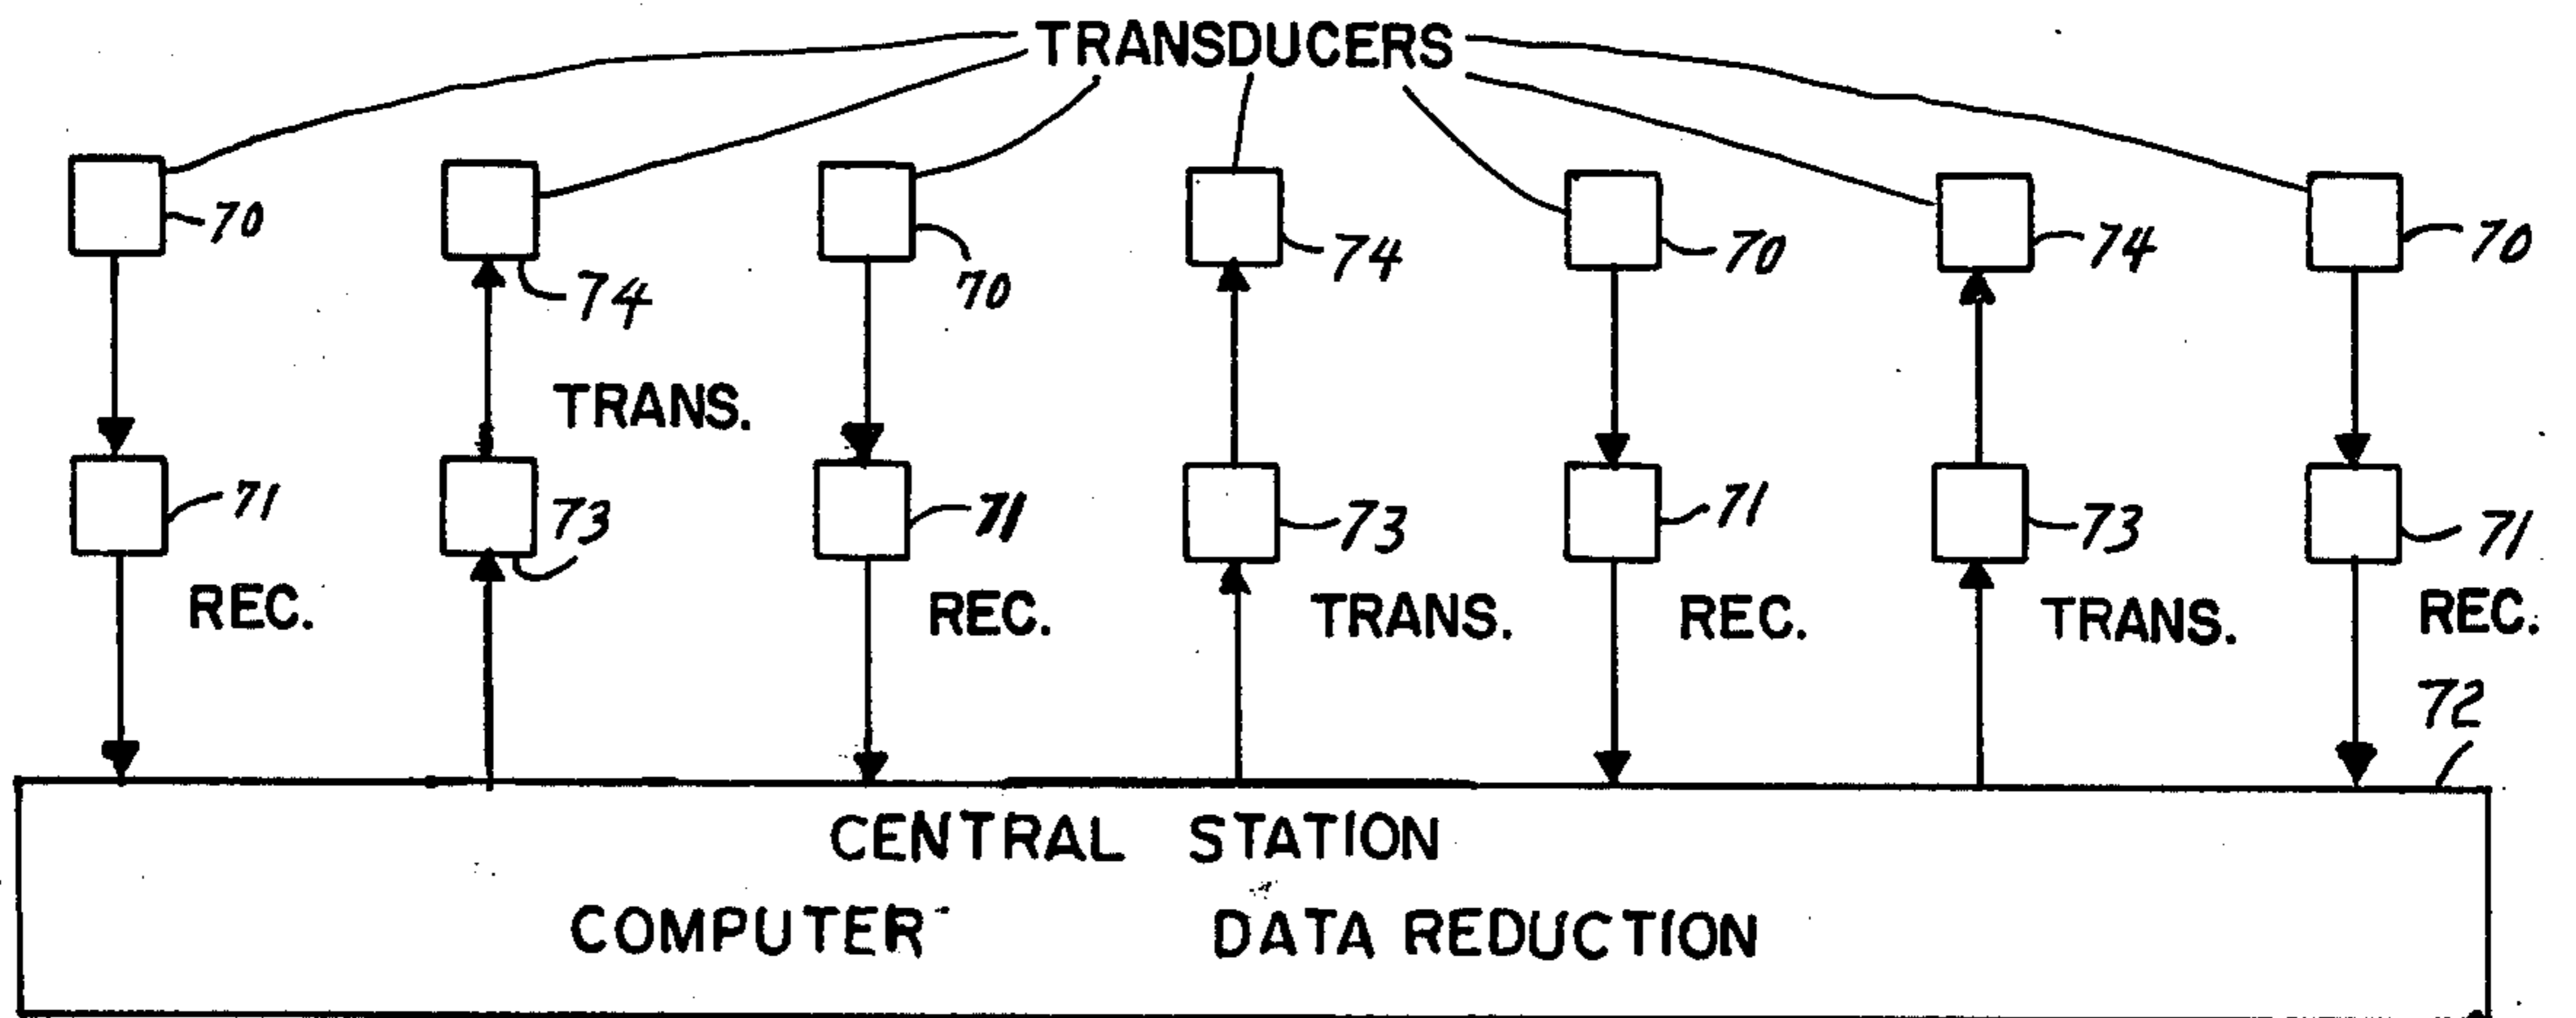 TRANSDUCERS
70 74 70 74 70 74 70
TRANS.
71 73 71 73 71 73 71
REC. REC. TRANS. REC. TRANS. REC.
72
CENTRAL STATION
COMPUTER DATA REDUCTION